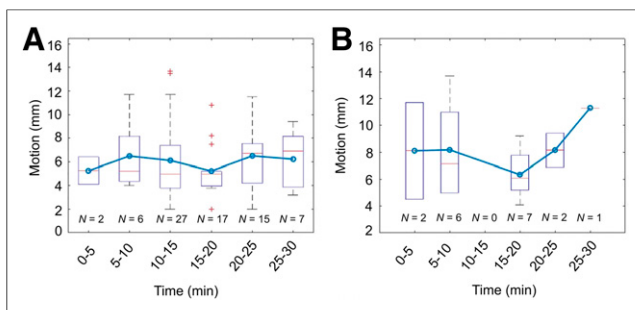 A
16
14
12
10
8
6
4
2
0
Motion (mm)
N = 2 N = 6 N = 27 N = 17 N = 15 N = 7
0-5 5-10 10-15 15-20 20-25 25-30
Time (min)
B
16
14
12
10
8
6
4
2
Motion (mm)
N = 2 N = 6 N = 0 N = 7 N = 2 N = 1
0-5 5-10 10-15 15-20 20-25 25-30
Time (min)